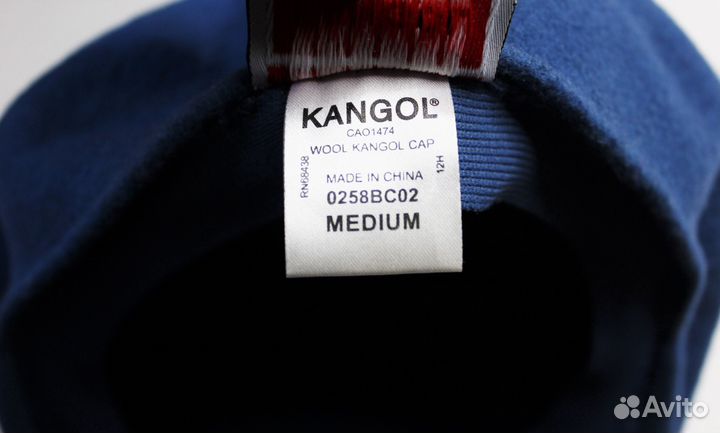 KANGOL®
CAO1474
WOOL KANGOL CAP
RN68438
12H
MADE IN CHINA
0258BC02
MEDIUM
Avito